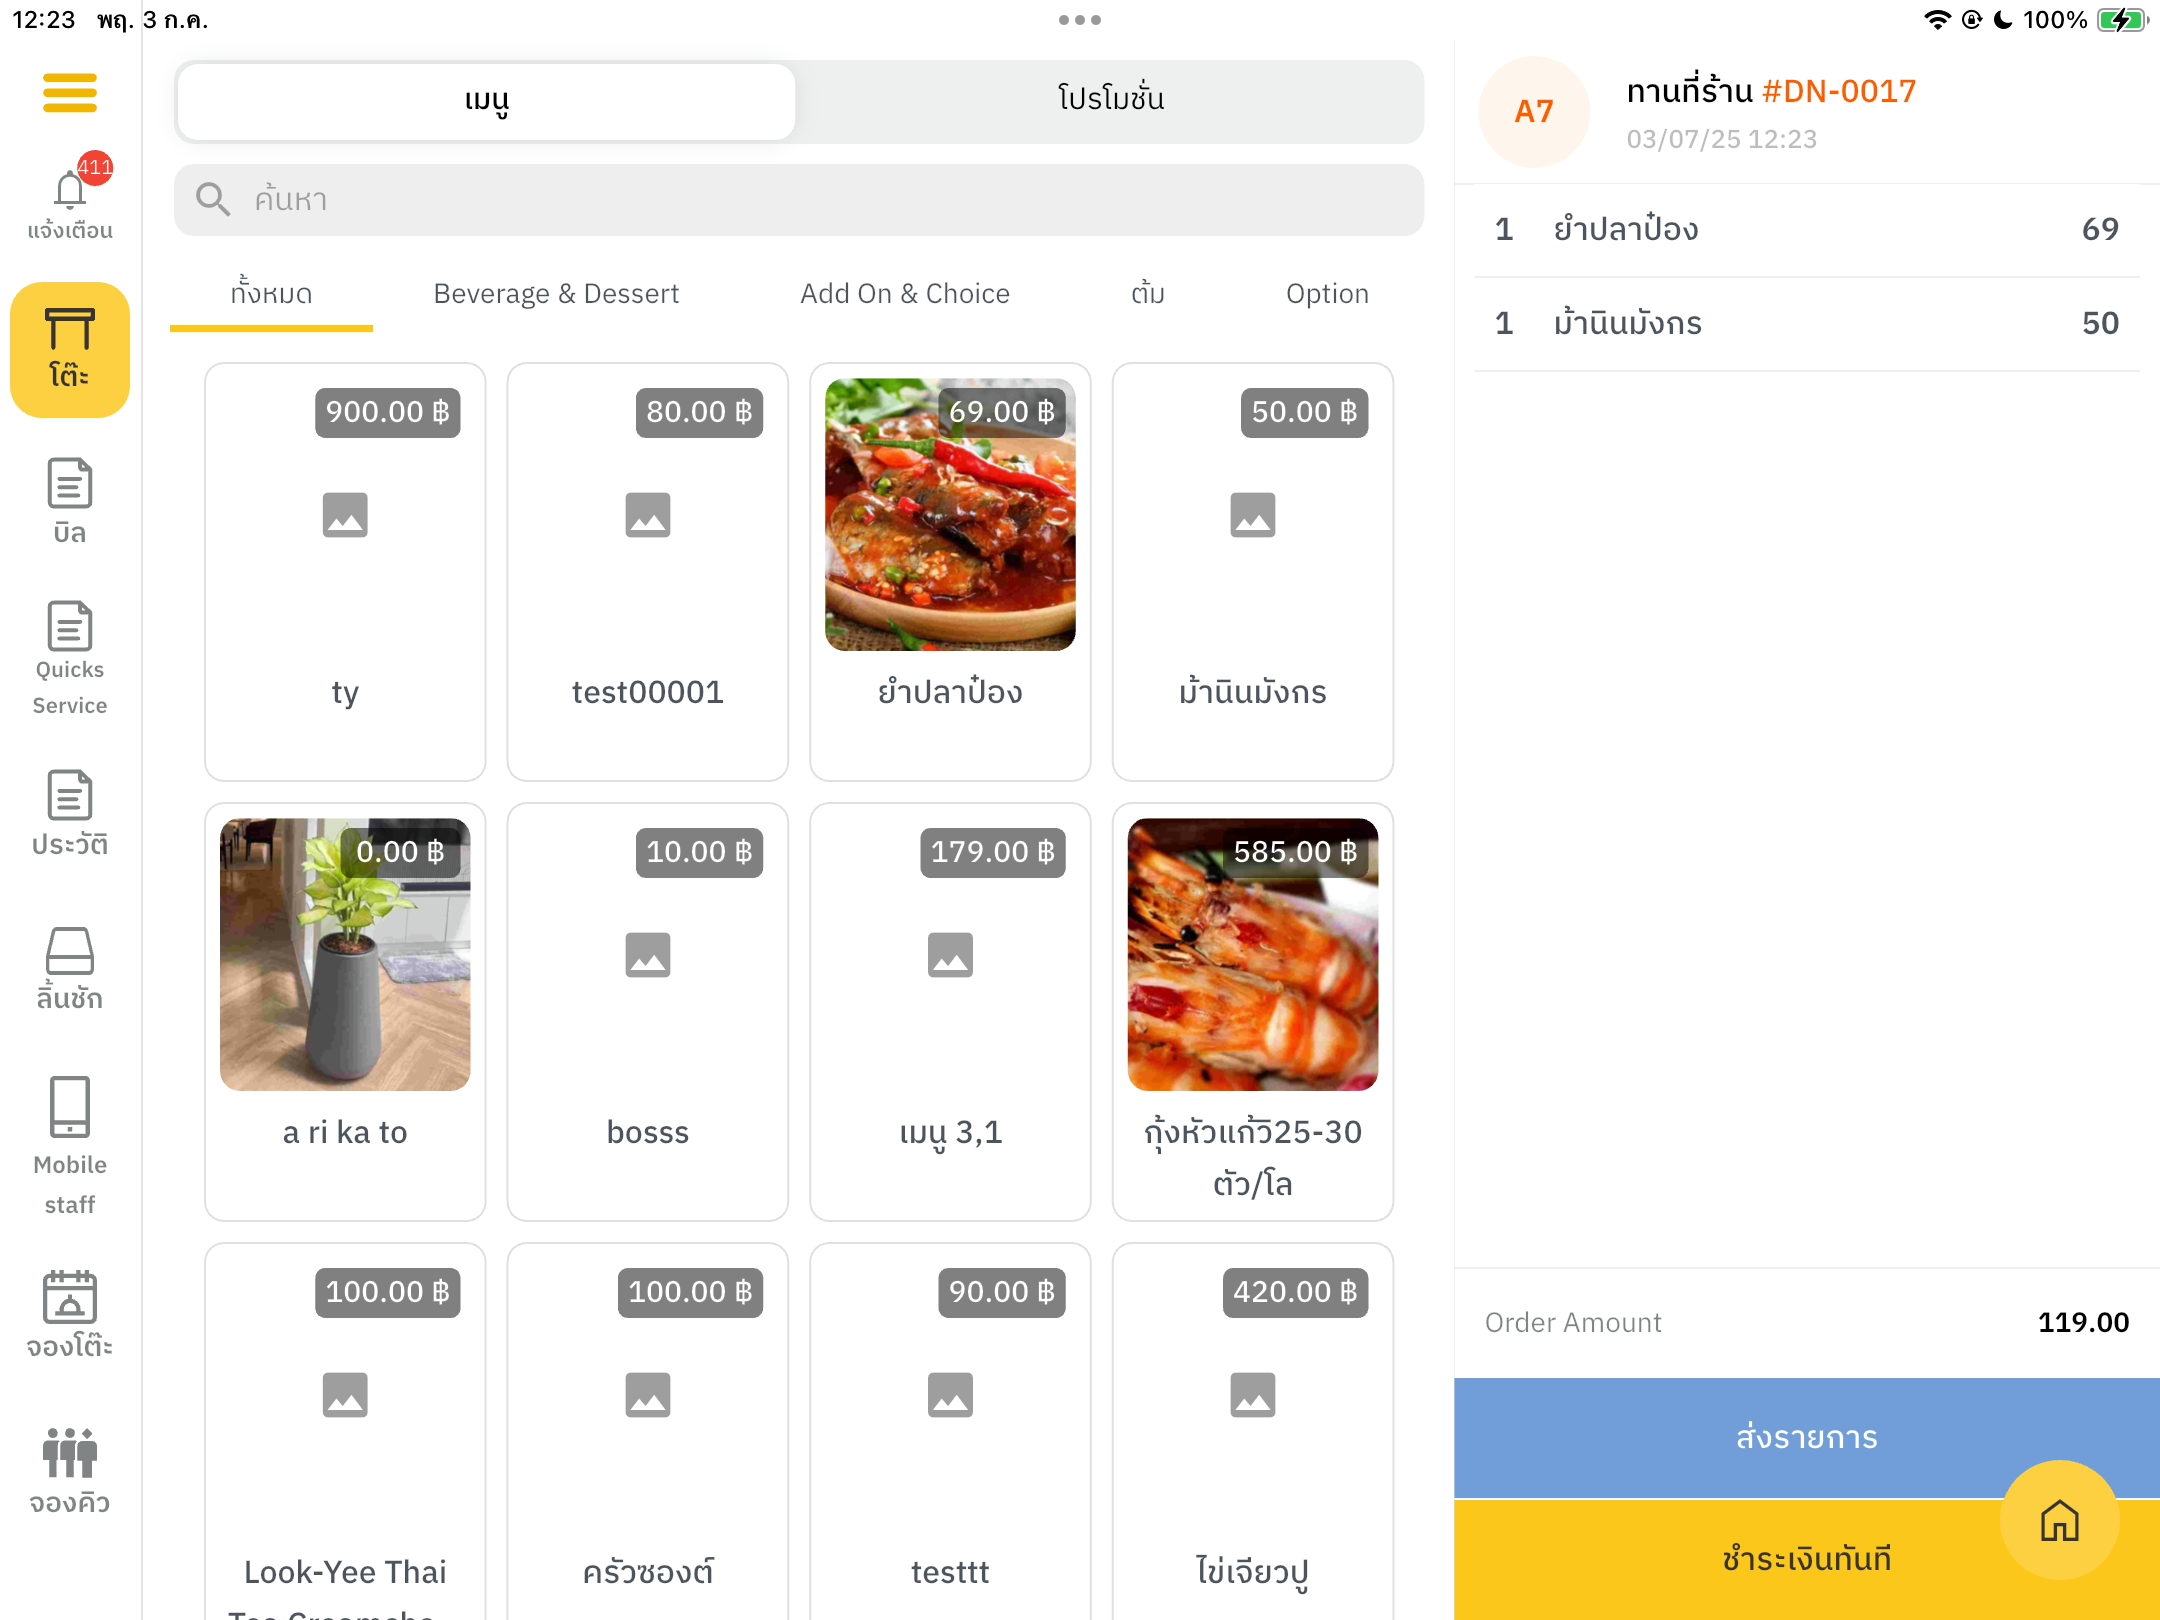 12:23 พฤ. 3 ก.ค.
100%
411
แจ้งเตือน
โต๊ะ
บิล
Quicks
Service
ประวัติ
ลิ้นชัก
Mobile
staff
จองโต๊ะ
จองคิว
เมนู
โปรโมชั่น
ค้นหา
ทั้งหมด
Beverage & Dessert
Add On & Choice
ต้ม
Option
900.00 ฿
ty
80.00 ฿
test00001
69.00 ฿
ยำปลาป๋อง
50.00 ฿
ม้านินมังกร
0.00 ฿
a ri ka to
10.00 ฿
bosss
179.00 ฿
เมนู 3,1
585.00 ฿
กุ้งหัวแก้วิ25-30
ตัว/โล
100.00 ฿
Look-Yee Thai
100.00 ฿
ครัวซองต์
90.00 ฿
testtt
420.00 ฿
ไข่เจียวปู
A7
ทานที่ร้าน #DN-0017
03/07/25 12:23
1 ยำปลาป๋อง 69
1 ม้านินมังกร 50
Order Amount 119.00
ส่งรายการ
ชำระเงินทันที